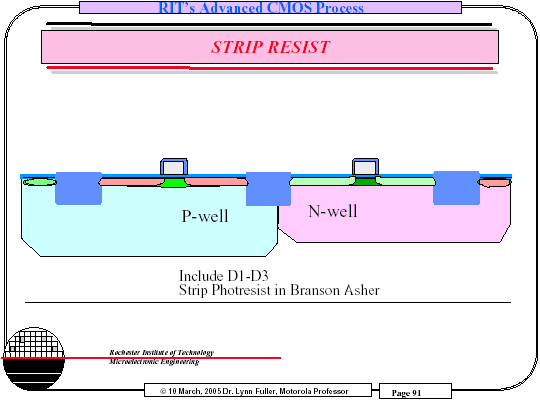 RIT's Advanced CMOS Process
STRIP RESIST
P-well
N-well
Include D1-D3
Strip Photresist in Branson Asher
Rochester Institute of Technology
Microelectronic Engineering
© 10 March, 2005 Dr. Lynn Fuller, Motorola Professor
Page 91